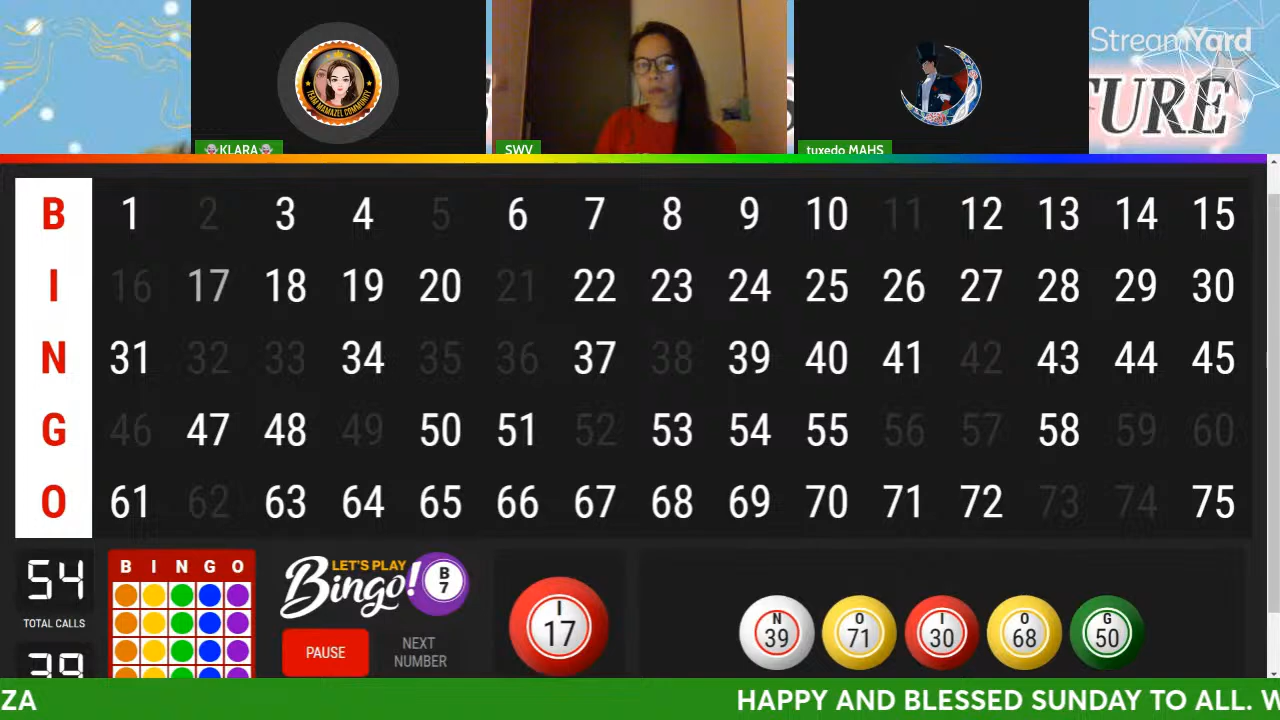 StreamYard
TURE
TEAM MAMAZEL COMMUNITY
👻KLARA👻
SWV
tuxedo MAHS
B 1 2 3 4 5 6 7 8 9 10 11 12 13 14 15
I 16 17 18 19 20 21 22 23 24 25 26 27 28 29 30
N 31 32 33 34 35 36 37 38 39 40 41 42 43 44 45
G 46 47 48 49 50 51 52 53 54 55 56 57 58 59 60
O 61 62 63 64 65 66 67 68 69 70 71 72 73 74 75
54
TOTAL CALLS
39
B I N G O
LET'S PLAY
Bingo!
B
7
PAUSE
NEXT
NUMBER
I
17
N
39
O
71
I
30
O
68
G
50
ZA
HAPPY AND BLESSED SUNDAY TO ALL. W